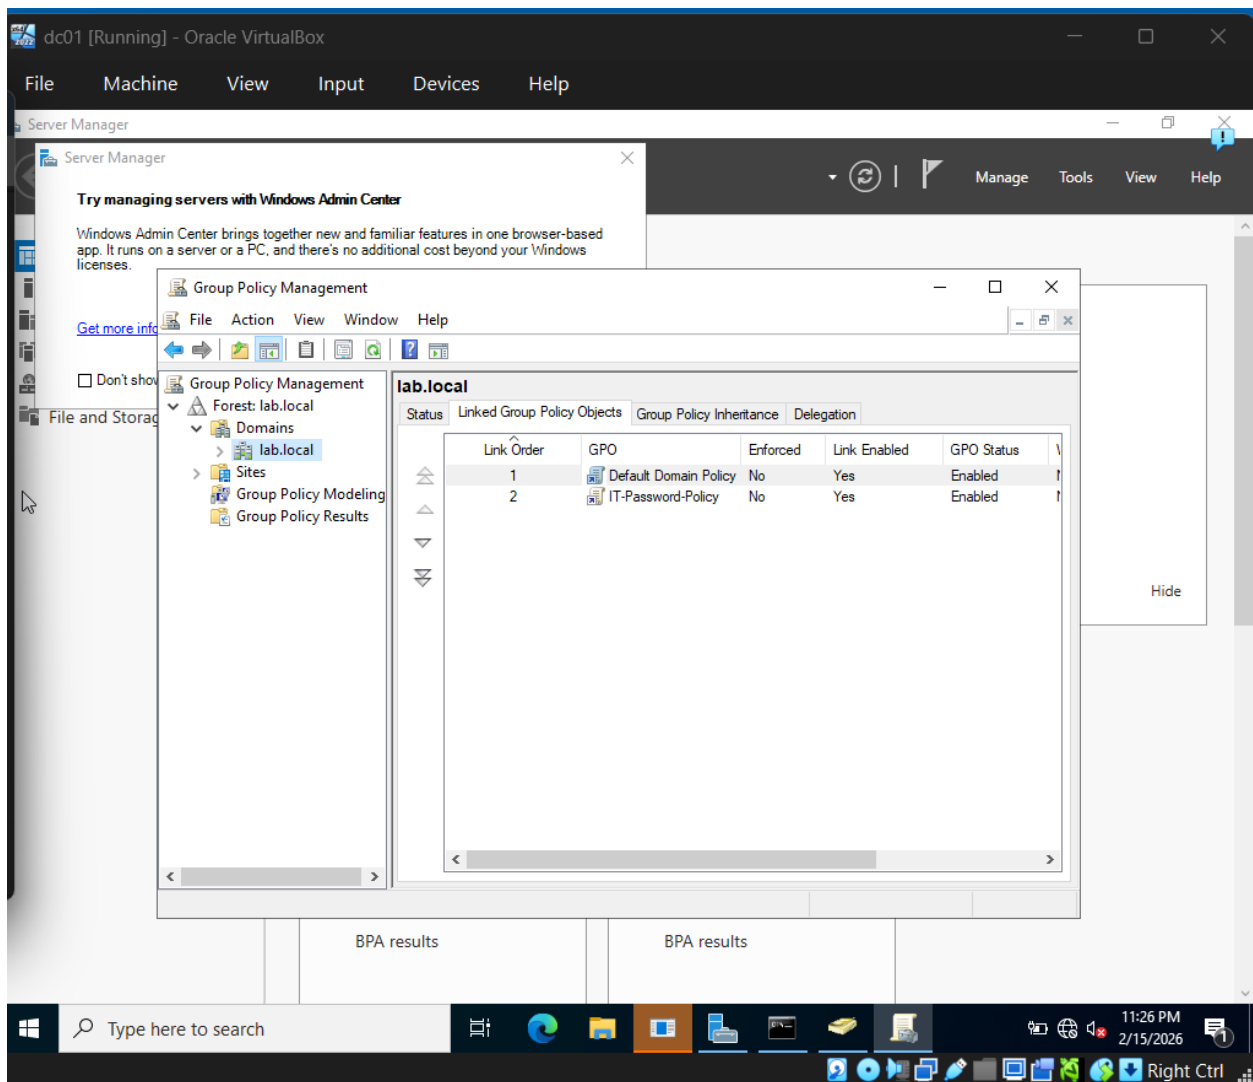 dc01 [Running] - Oracle VirtualBox
File Machine View Input Devices Help
Server Manager
Server Manager
Manage Tools View Help
Try managing servers with Windows Admin Center
Windows Admin Center brings together new and familiar features in one browser-based
app. It runs on a server or a PC, and there's no additional cost beyond your Windows
licenses.
Get more info
Don't show
File and Storag
Group Policy Management
File Action View Window Help
Group Policy Management
Forest: lab.local
Domains
lab.local
Sites
Group Policy Modeling
Group Policy Results
lab.local
Status Linked Group Policy Objects Group Policy Inheritance Delegation
Link Order GPO Enforced Link Enabled GPO Status
1 Default Domain Policy No Yes Enabled
2 IT-Password-Policy No Yes Enabled
Hide
BPA results BPA results
Type here to search
11:26 PM
2/15/2026
1
Right Ctrl